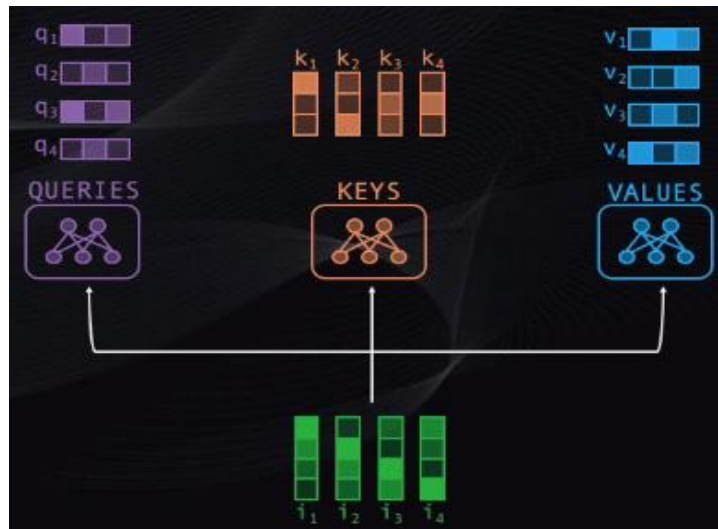 q₁
q₂
q₃
q₄
k₁ k₂ k₃ k₄
v₁
v₂
v₃
v₄
QUERIES
KEYS
VALUES
i₁ i₂ i₃ i₄